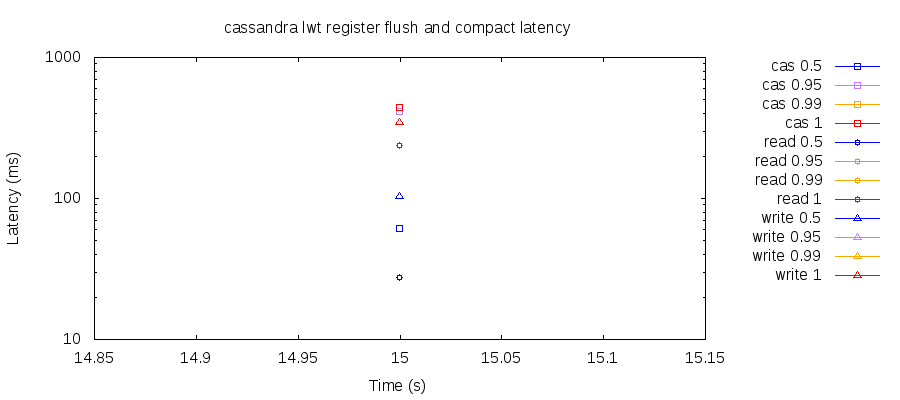 cassandra lwt register flush and compact latency
1000
100
10
14.85
14.9
14.95
15
15.05
15.1
15.15
Latency (ms)
Time (s)
cas 0.5
cas 0.95
cas 0.99
cas 1
read 0.5
read 0.95
read 0.99
read 1
write 0.5
write 0.95
write 0.99
write 1